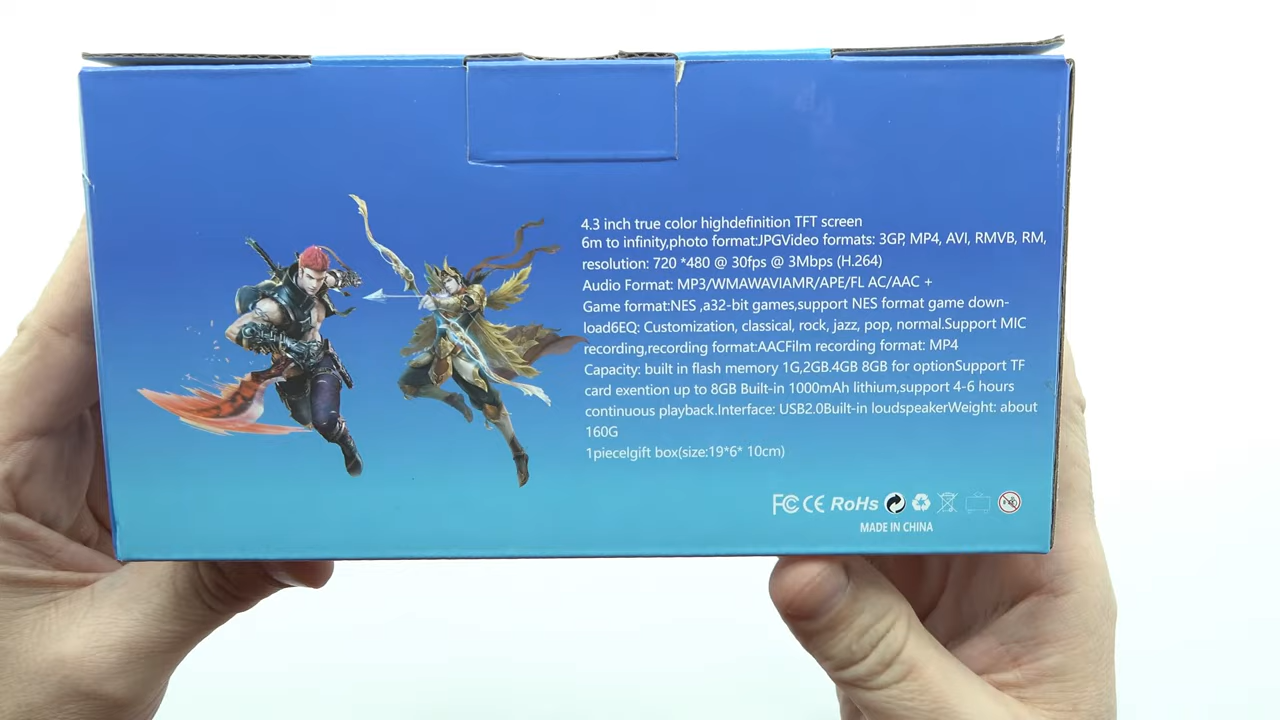 4.3 inch true color highdefinition TFT screen
6m to infinity,photo format:JPGVideo formats: 3GP, MP4, AVI, RMVB, RM,
resolution: 720 *480 @ 30fps @ 3Mbps (H.264)
Audio Format: MP3/WMAWAVIAMR/APE/FL AC/AAC +
Game format:NES ,a32-bit games,support NES format game down-
load6EQ: Customization, classical, rock, jazz, pop, normal.Support MIC
recording,recording format:AACFilm recording format: MP4
Capacity: built in flash memory 1G,2GB.4GB 8GB for optionSupport TF
card exention up to 8GB Built-in 1000mAh lithium,support 4-6 hours
continuous playback.Interface: USB2.0Built-in loudspeakerWeight: about
160G
1piecelgift box(size:19*6* 10cm)
FC CE RoHs
MADE IN CHINA